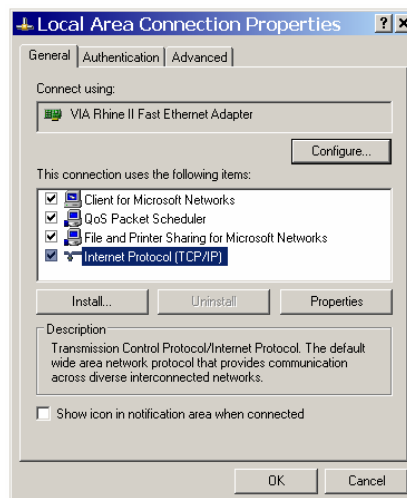 Local Area Connection Properties
General Authentication Advanced
Connect using:
VIA Rhine II Fast Ethernet Adapter
Configure...
This connection uses the following items:
Client for Microsoft Networks
QoS Packet Scheduler
File and Printer Sharing for Microsoft Networks
Internet Protocol (TCP/IP)
Install... Uninstall Properties
Description
Transmission Control Protocol/Internet Protocol. The default
wide area network protocol that provides communication
across diverse interconnected networks.
Show icon in notification area when connected
OK Cancel